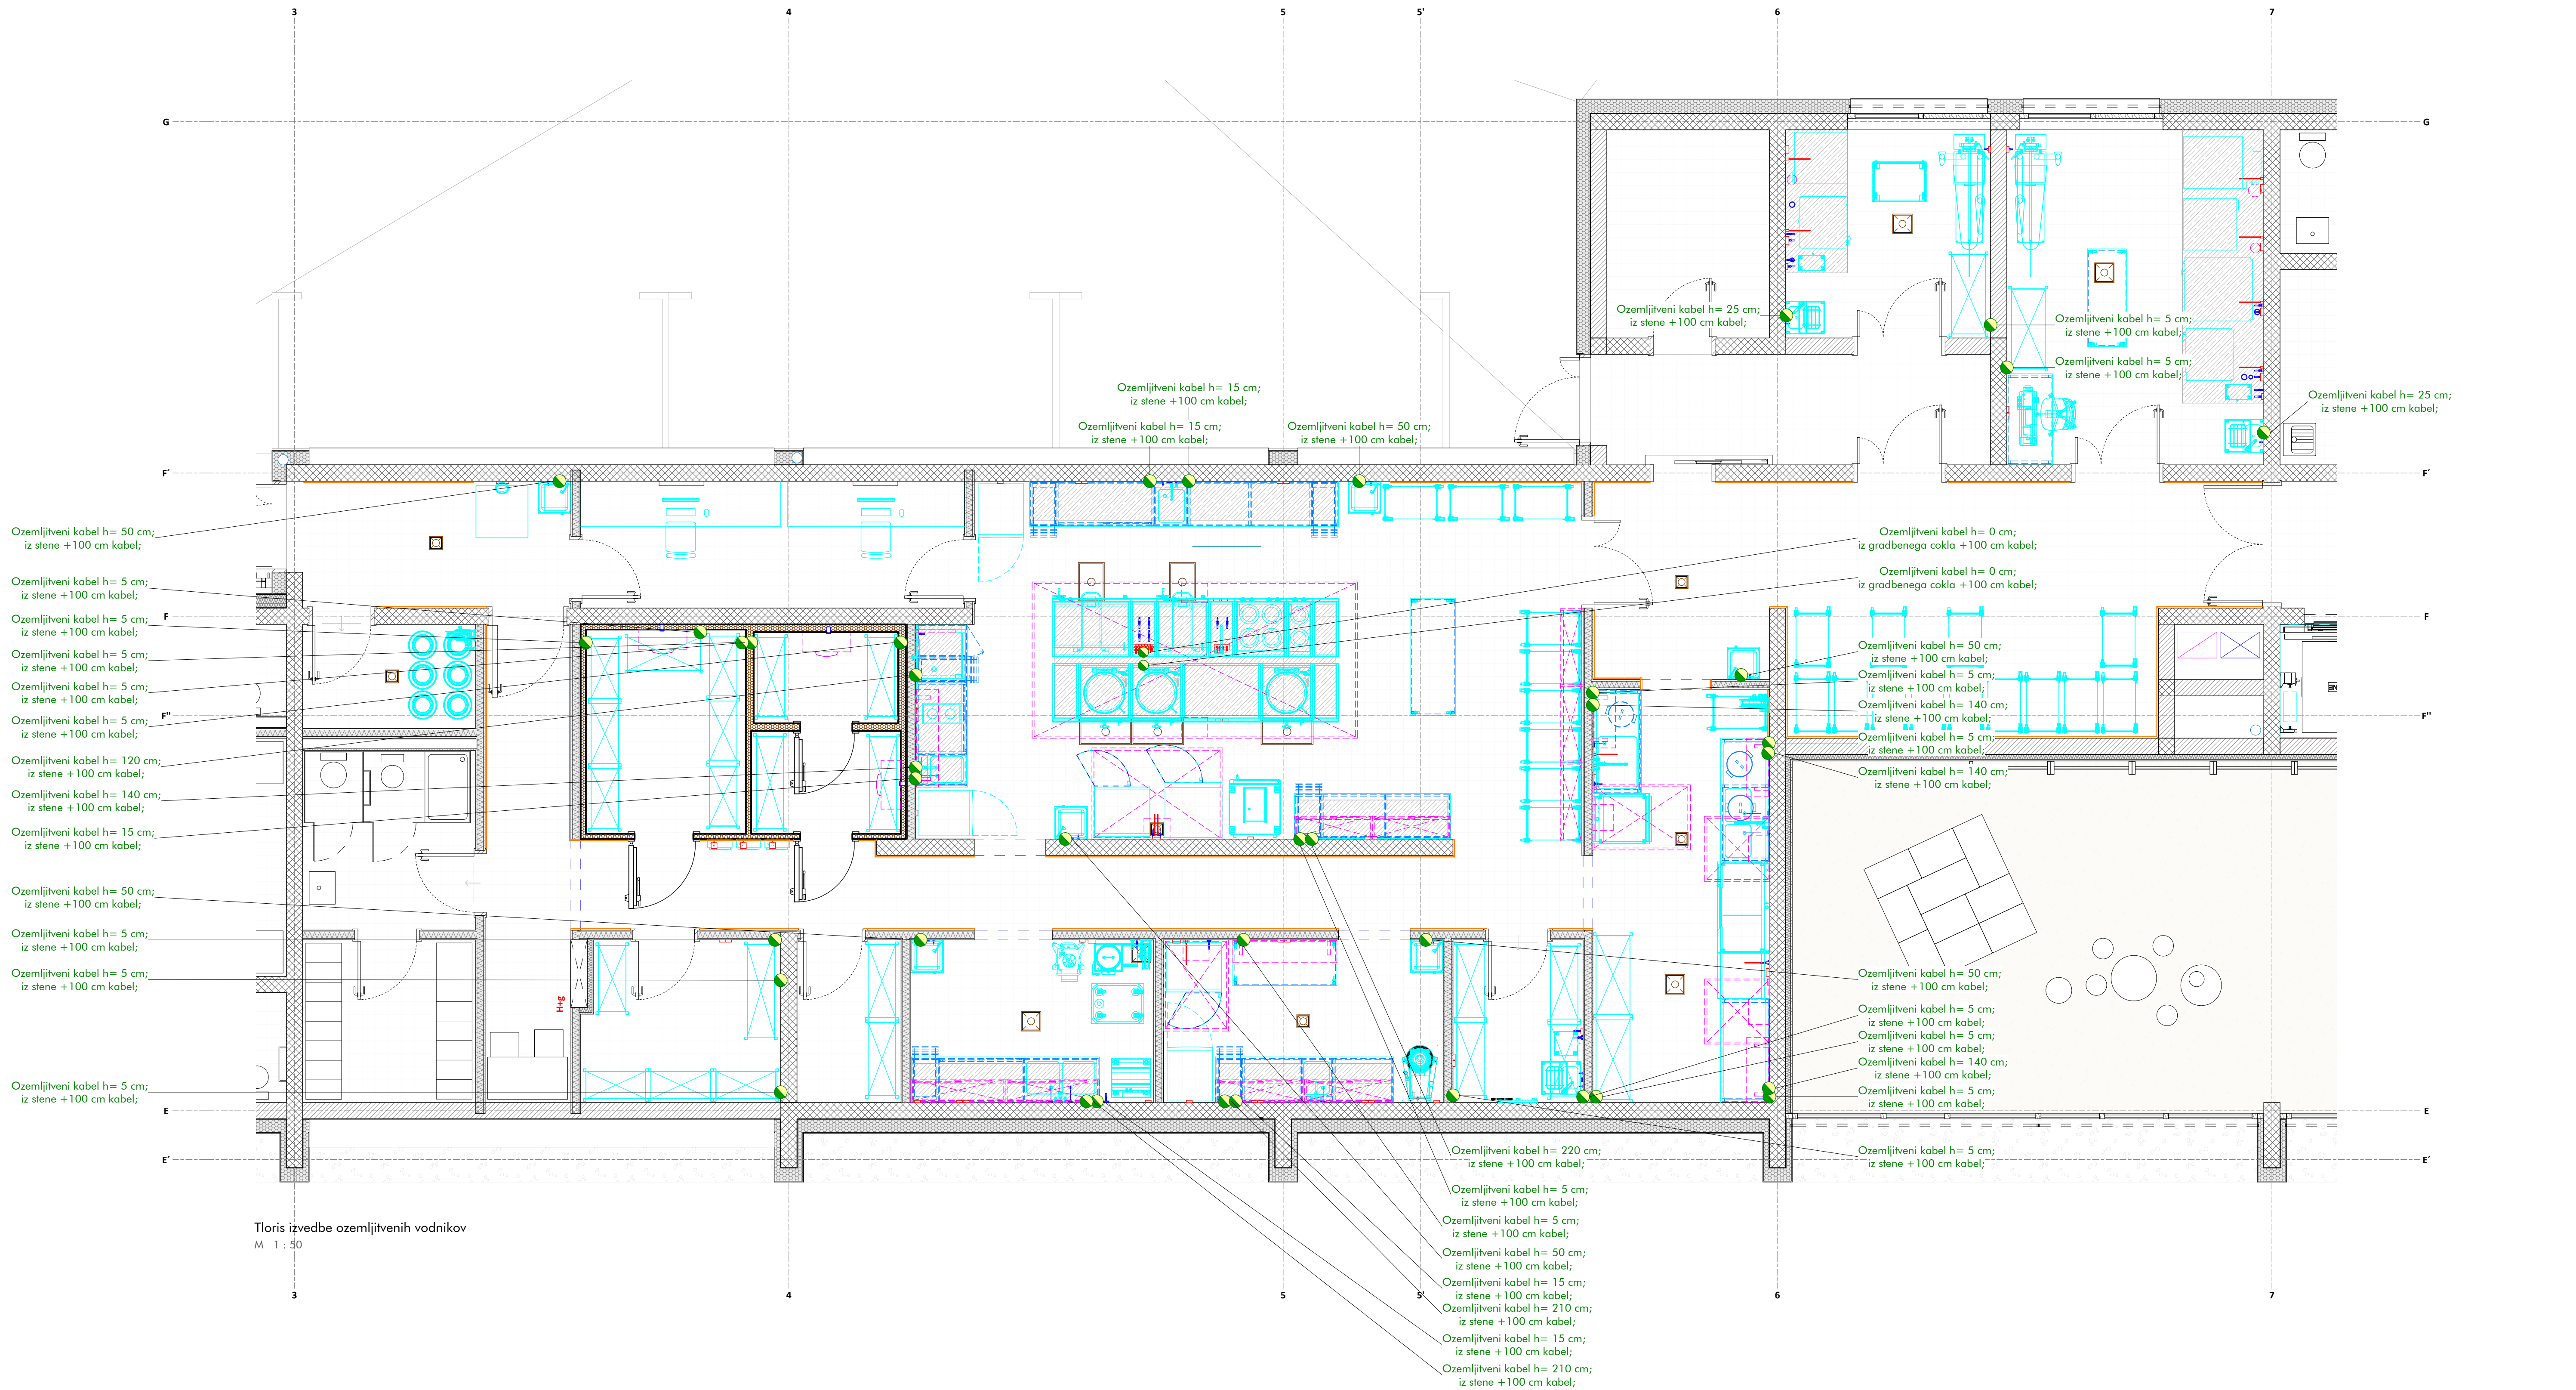 3
4
5
5'
6
7
G
G
Ozemljitveni kabel h= 25 cm;
iz stene +100 cm kabel;
Ozemljitveni kabel h= 5 cm;
iz stene +100 cm kabel;
Ozemljitveni kabel h= 5 cm;
iz stene +100 cm kabel;
Ozemljitveni kabel h= 25 cm;
iz stene +100 cm kabel;
Ozemljitveni kabel h= 15 cm;
iz stene +100 cm kabel;
Ozemljitveni kabel h= 15 cm;
iz stene +100 cm kabel;
Ozemljitveni kabel h= 50 cm;
iz stene +100 cm kabel;
F´
F´
Ozemljitveni kabel h= 50 cm;
iz stene +100 cm kabel;
Ozemljitveni kabel h= 5 cm;
iz stene +100 cm kabel;
F
Ozemljitveni kabel h= 5 cm;
iz stene +100 cm kabel;
Ozemljitveni kabel h= 5 cm;
iz stene +100 cm kabel;
Ozemljitveni kabel h= 5 cm;
iz stene +100 cm kabel;
F"
Ozemljitveni kabel h= 5 cm;
iz stene +100 cm kabel;
Ozemljitveni kabel h= 120 cm;
iz stene +100 cm kabel;
Ozemljitveni kabel h= 140 cm;
iz stene +100 cm kabel;
Ozemljitveni kabel h= 15 cm;
iz stene +100 cm kabel;
Ozemljitveni kabel h= 50 cm;
iz stene +100 cm kabel;
Ozemljitveni kabel h= 5 cm;
iz stene +100 cm kabel;
Ozemljitveni kabel h= 5 cm;
iz stene +100 cm kabel;
Ozemljitveni kabel h= 5 cm;
iz stene +100 cm kabel;
H+g
Ozemljitveni kabel h= 0 cm;
iz gradbenega cokla +100 cm kabel;
Ozemljitveni kabel h= 0 cm;
iz gradbenega cokla +100 cm kabel;
F
Ozemljitveni kabel h= 50 cm;
iz stene +100 cm kabel;
Ozemljitveni kabel h= 5 cm;
iz stene +100 cm kabel;
Ozemljitveni kabel h= 140 cm;
iz stene +100 cm kabel;
F"
Ozemljitveni kabel h= 5 cm;
iz stene +100 cm kabel;
Ozemljitveni kabel h= 140 cm;
iz stene +100 cm kabel;
Ozemljitveni kabel h= 50 cm;
iz stene +100 cm kabel;
Ozemljitveni kabel h= 5 cm;
iz stene +100 cm kabel;
Ozemljitveni kabel h= 5 cm;
iz stene +100 cm kabel;
Ozemljitveni kabel h= 140 cm;
iz stene +100 cm kabel;
Ozemljitveni kabel h= 5 cm;
iz stene +100 cm kabel;
E
E
Ozemljitveni kabel h= 5 cm;
iz stene +100 cm kabel;
E´
E´
Ozemljitveni kabel h= 220 cm;
iz stene +100 cm kabel;
Ozemljitveni kabel h= 5 cm;
iz stene +100 cm kabel;
Ozemljitveni kabel h= 5 cm;
iz stene +100 cm kabel;
Ozemljitveni kabel h= 50 cm;
iz stene +100 cm kabel;
Ozemljitveni kabel h= 15 cm;
iz stene +100 cm kabel;
Ozemljitveni kabel h= 210 cm;
iz stene +100 cm kabel;
Ozemljitveni kabel h= 15 cm;
iz stene +100 cm kabel;
Ozemljitveni kabel h= 210 cm;
iz stene +100 cm kabel;
Tloris izvedbe ozemljitvenih vodnikov
M 1 : 50
3
4
5
5'
6
7